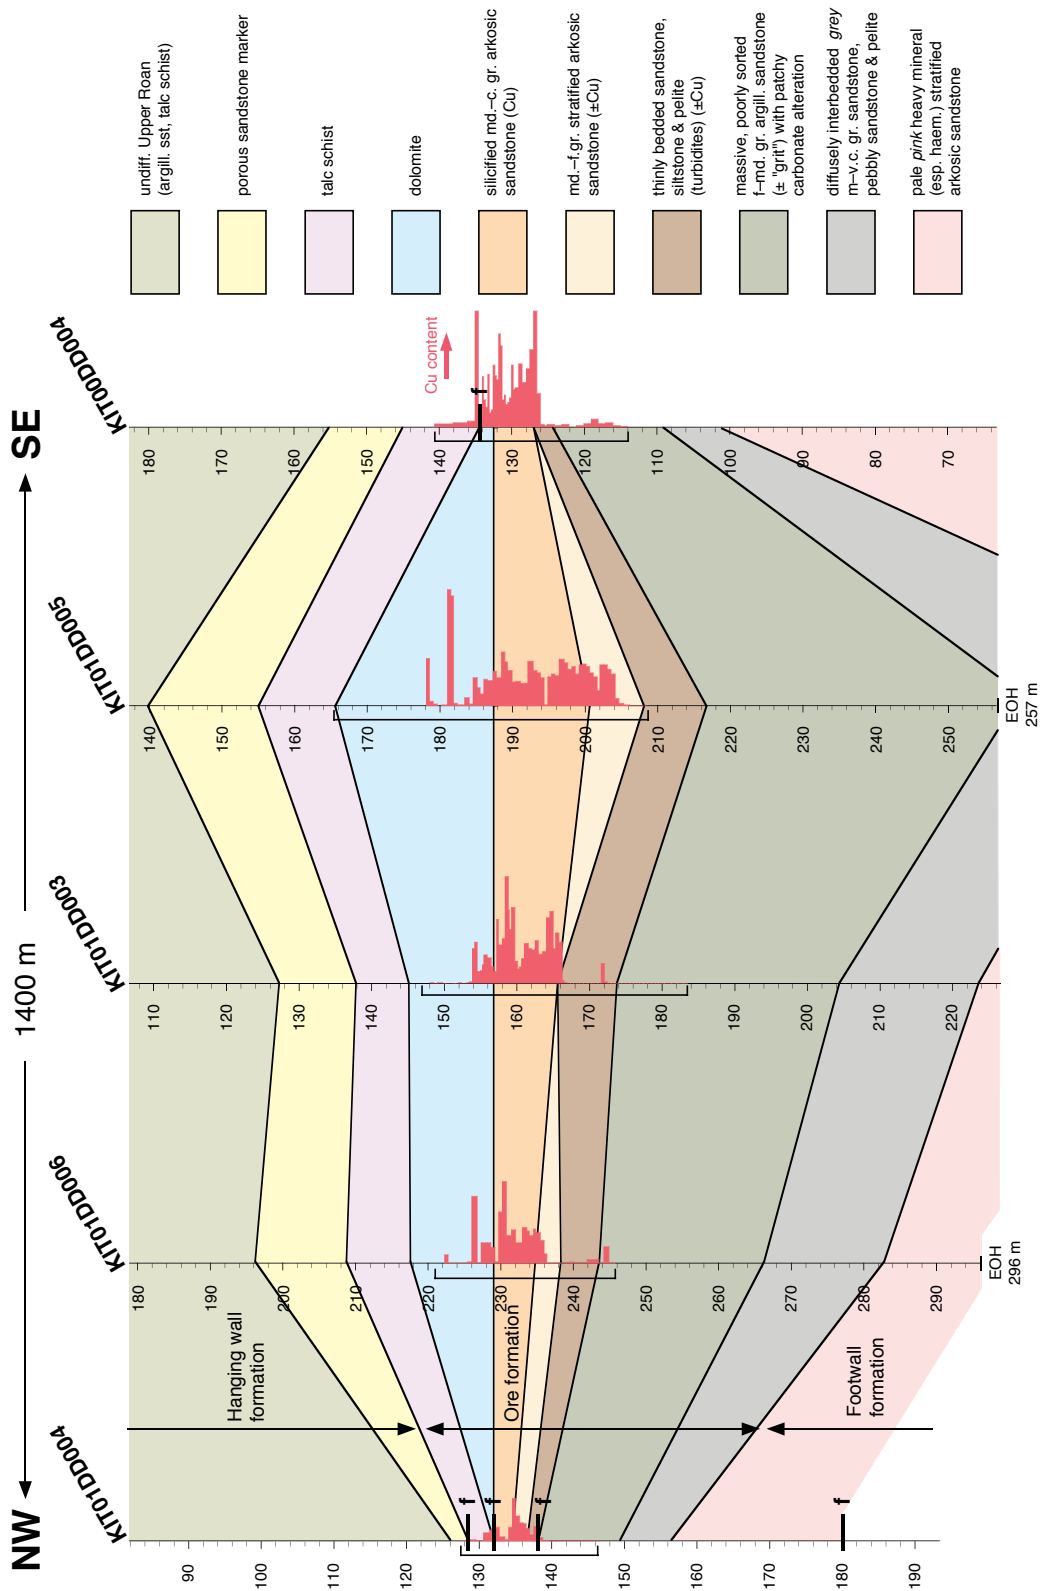 NW
1400 m
SE
KIT01DD004
KIT01DD006
KIT01DD003
KIT01DD005
KIT00DD004
90
100
110
120
130
140
150
160
170
180
190
f
f
f
f
Hanging wall
formation
Ore formation
Footwall
formation
180
190
200
210
220
230
240
250
260
270
280
290
EOH
296 m
110
120
130
140
150
160
170
180
190
200
210
220
140
150
160
170
180
190
200
210
220
230
240
250
EOH
257 m
180
170
160
150
140
130
120
110
100
90
80
70
f
Cu content
undiff. Upper Roan
(argill. sst, talc schist)
porous sandstone marker
talc schist
dolomite
silicified md.–c. gr. arkosic
sandstone (Cu)
md.–f.gr. stratified arkosic
sandstone (±Cu)
thinly bedded sandstone,
siltstone & pelite
(turbidites) (±Cu)
massive, poorly sorted
f–md. gr. argill. sandstone
(± "grit") with patchy
carbonate alteration
diffusely interbedded grey
m–v.c. gr. sandstone,
pebbly sandstone & pelite
pale pink heavy mineral
(esp. haem.) stratified
arkosic sandstone